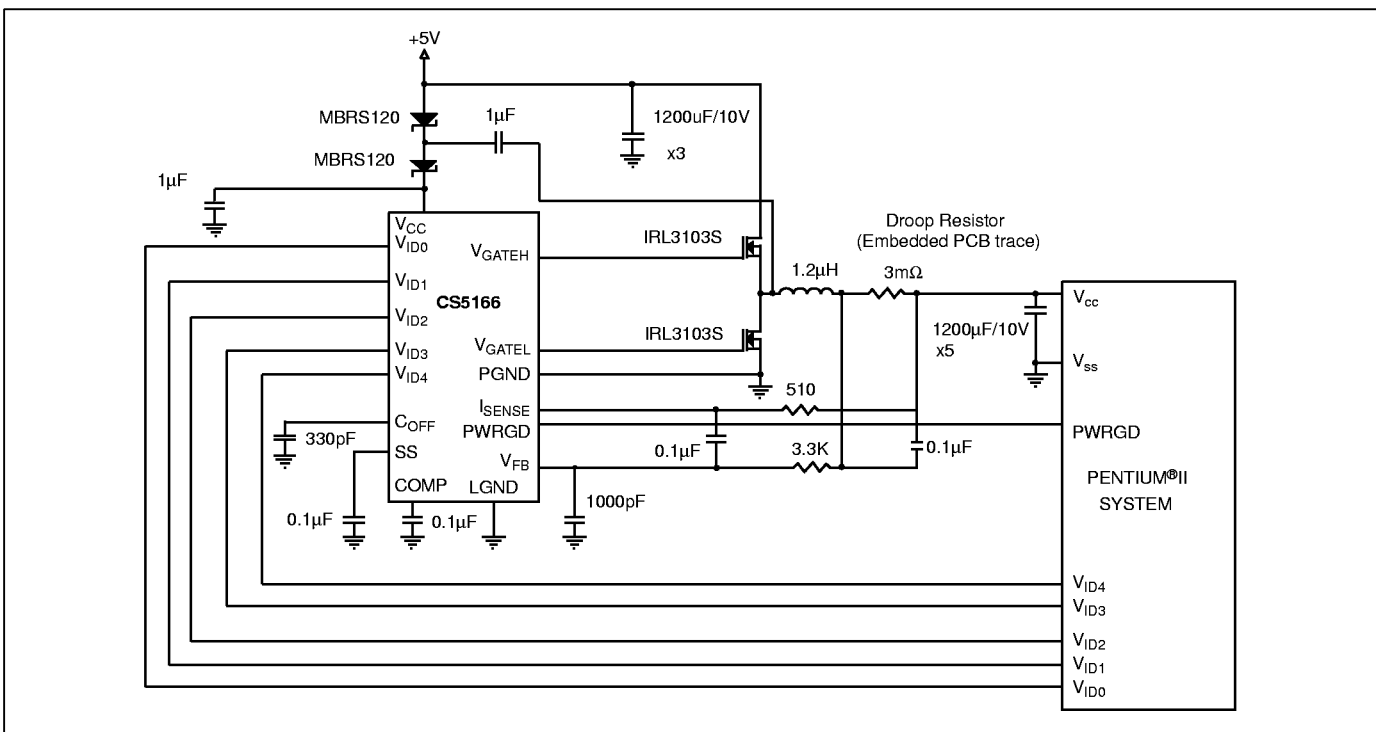 +5V
MBRS120
1µF
1200uF/10V
x3
MBRS120
1µF
VCC
VID0
VGATEH
IRL3103S
Droop Resistor
(Embedded PCB trace)
1.2µH
3mΩ
VID1
CS5166
VID2
VID3
VID4
VGATEL
IRL3103S
PGND
Vcc
1200µF/10V
x5
Vss
ISENSE
510
COFF
330pF
PWRGD
PWRGD
SS
VFB
0.1µF
3.3K
0.1µF
COMP
LGND
1000pF
0.1µF
0.1µF
PENTIUM®II
SYSTEM
VID4
VID3
VID2
VID1
VID0